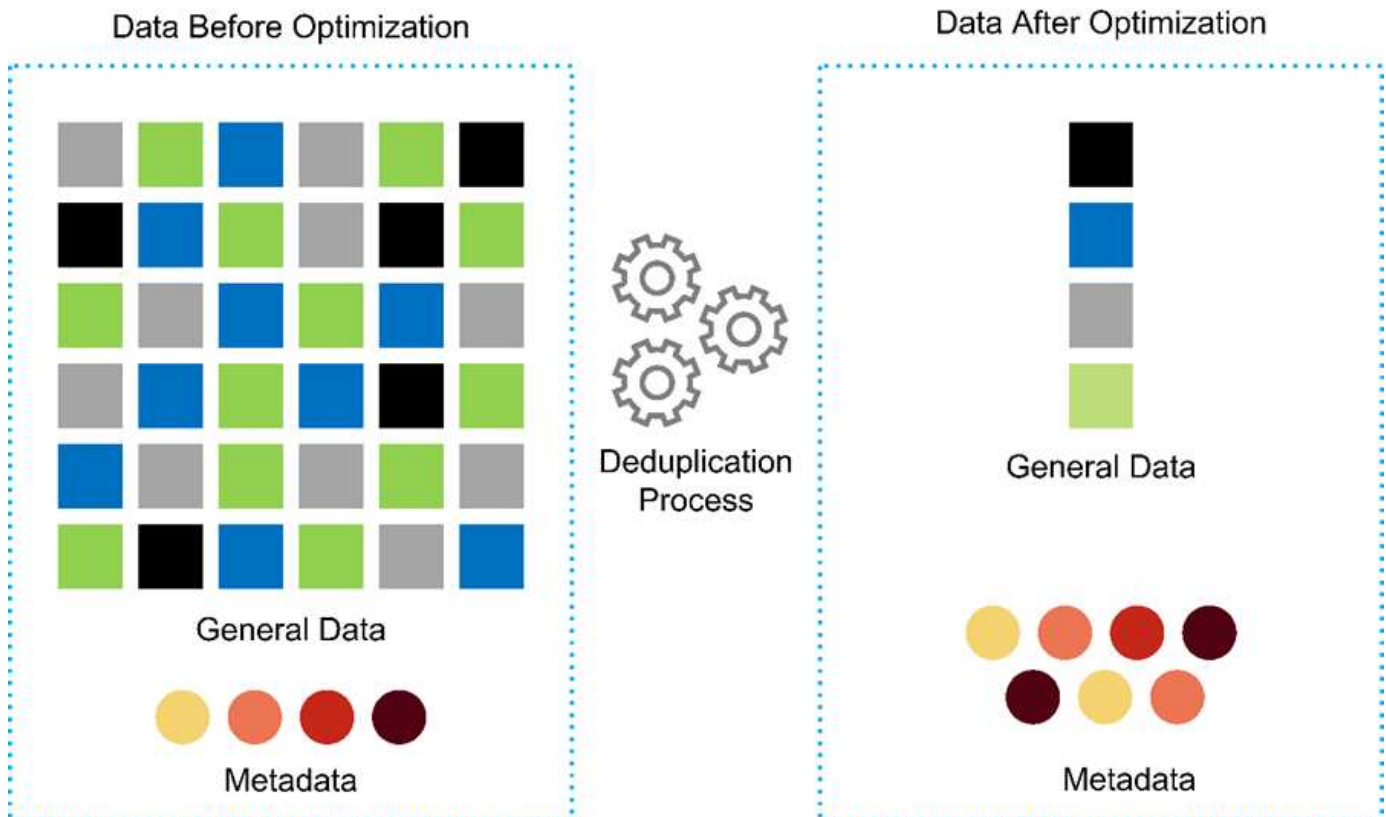 Data Before Optimization
Data After Optimization
Deduplication
Process
General Data
General Data
Metadata
Metadata